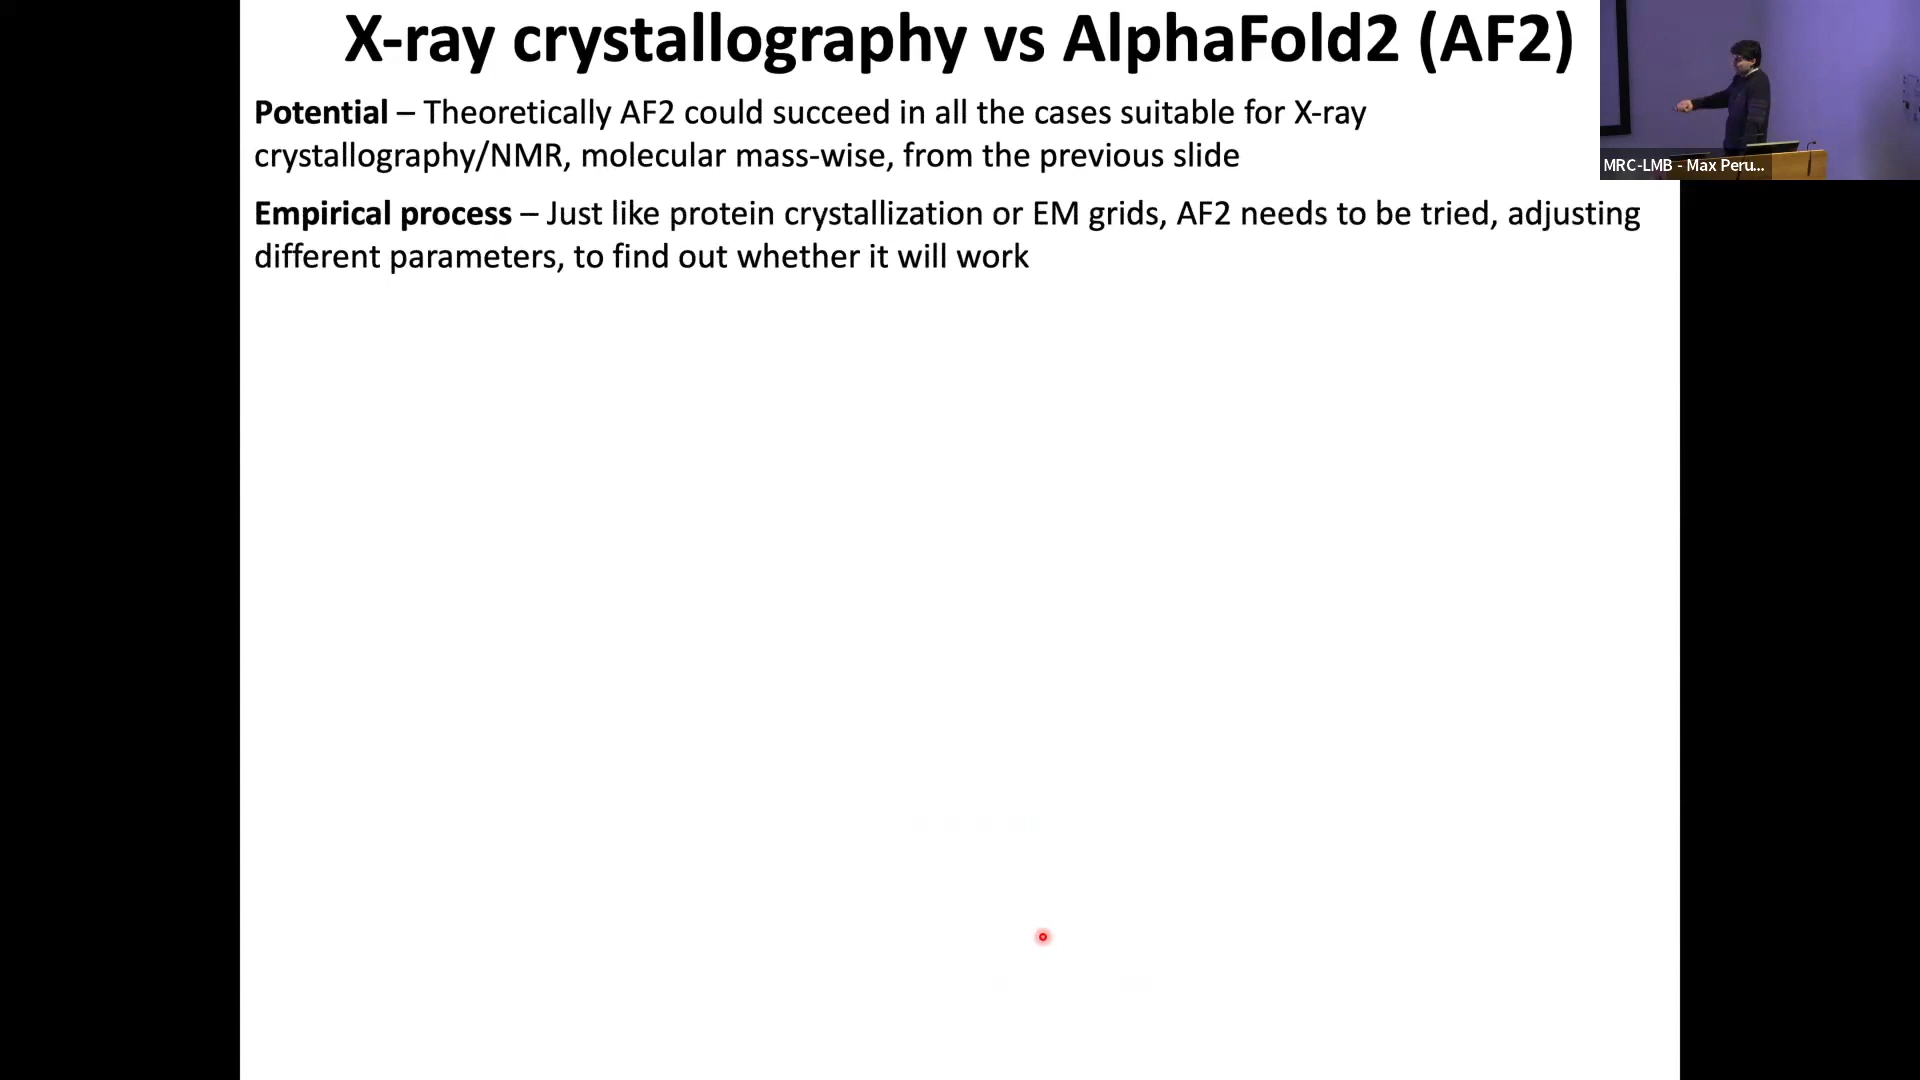 X-ray crystallography vs AlphaFold2 (AF2)
Potential – Theoretically AF2 could succeed in all the cases suitable for X-ray
crystallography/NMR, molecular mass-wise, from the previous slide
Empirical process – Just like protein crystallization or EM grids, AF2 needs to be tried, adjusting
different parameters, to find out whether it will work
MRC-LMB - Max Peru...